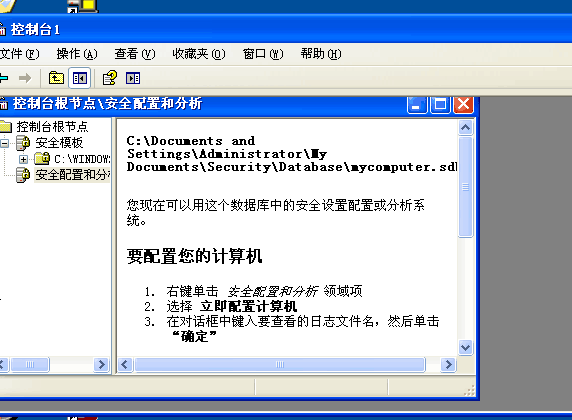 控制台1
文件(F) 操作(A) 查看(V) 收藏夹(O) 窗口(W) 帮助(H)
控制台根节点\安全配置和分析
控制台根节点
安全模板
C:\WINDOWS
安全配置和分析
C:\Documents and
Settings\Administrator\My
Documents\Security\Database\mycomputer.sd
您现在可以用这个数据库中的安全设置配置或分析系
统。
要配置您的计算机
1. 右键单击 安全配置和分析 领域项
2. 选择 立即配置计算机
3. 在对话框中键入要查看的日志文件名，然后单击
“确定”